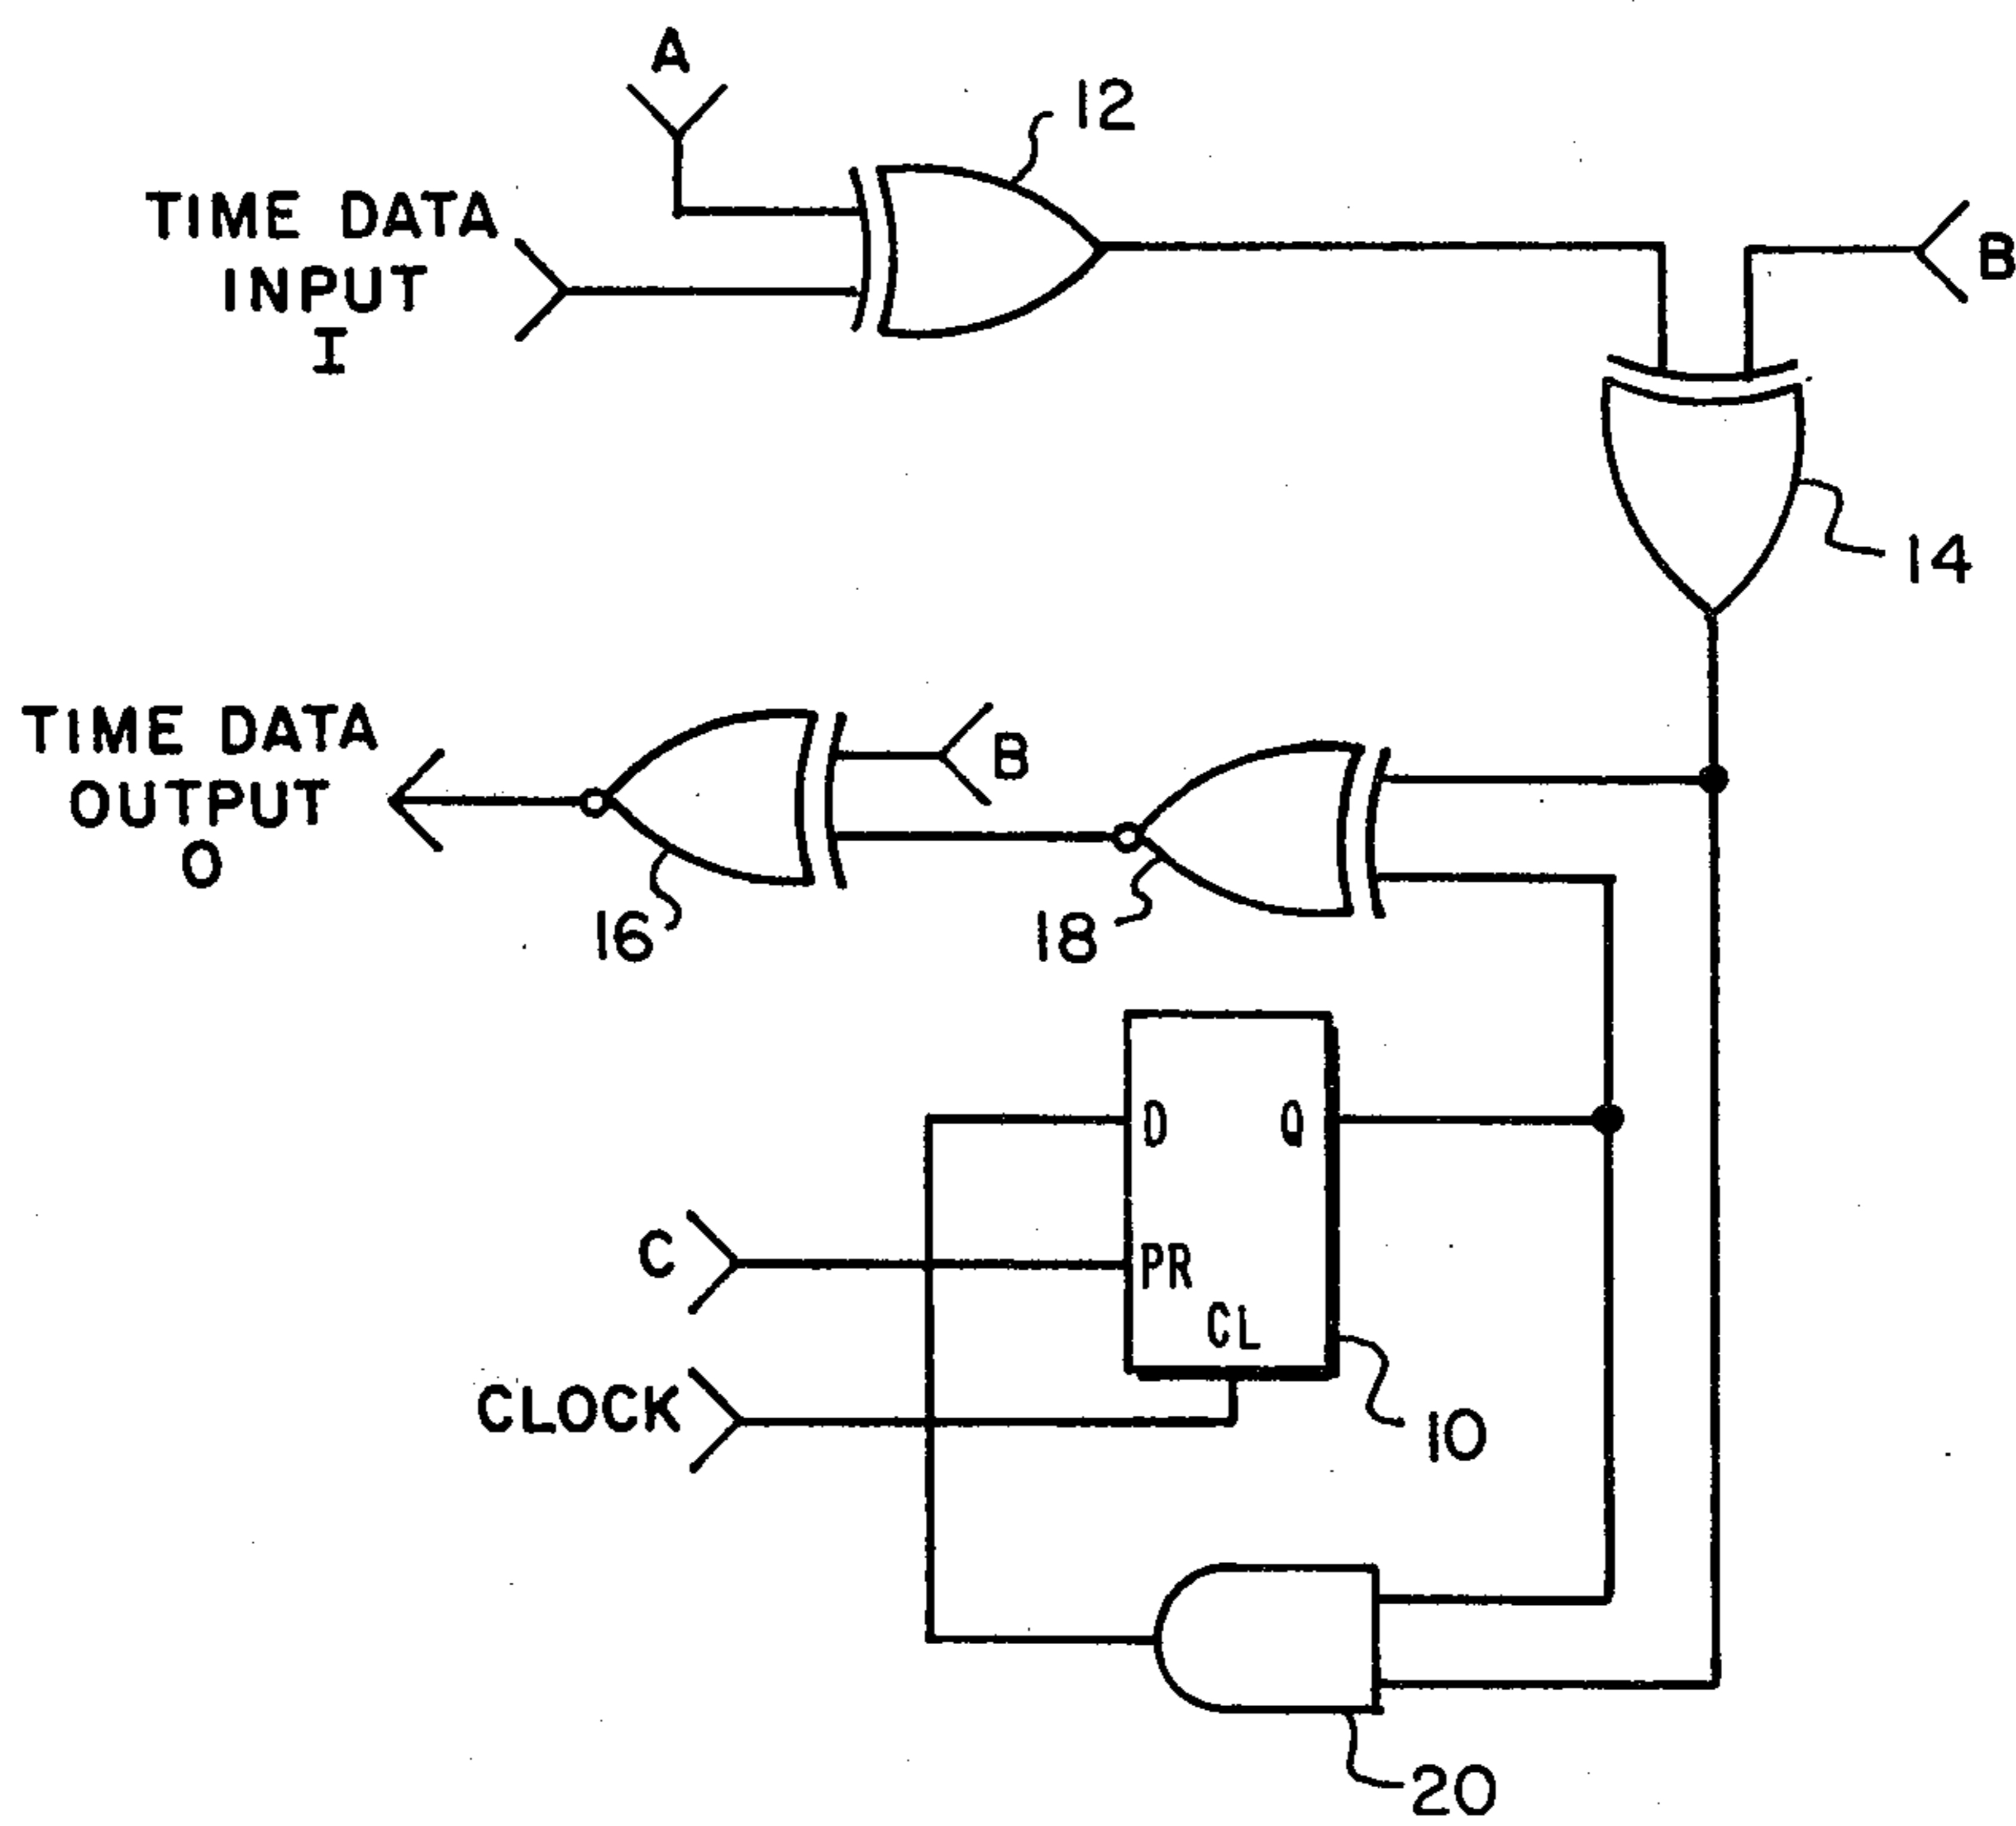 A
12
TIME DATA
INPUT
I
B
14
TIME DATA
OUTPUT
O
B
16
18
D
Q
C
PR
CL
CLOCK
10
20